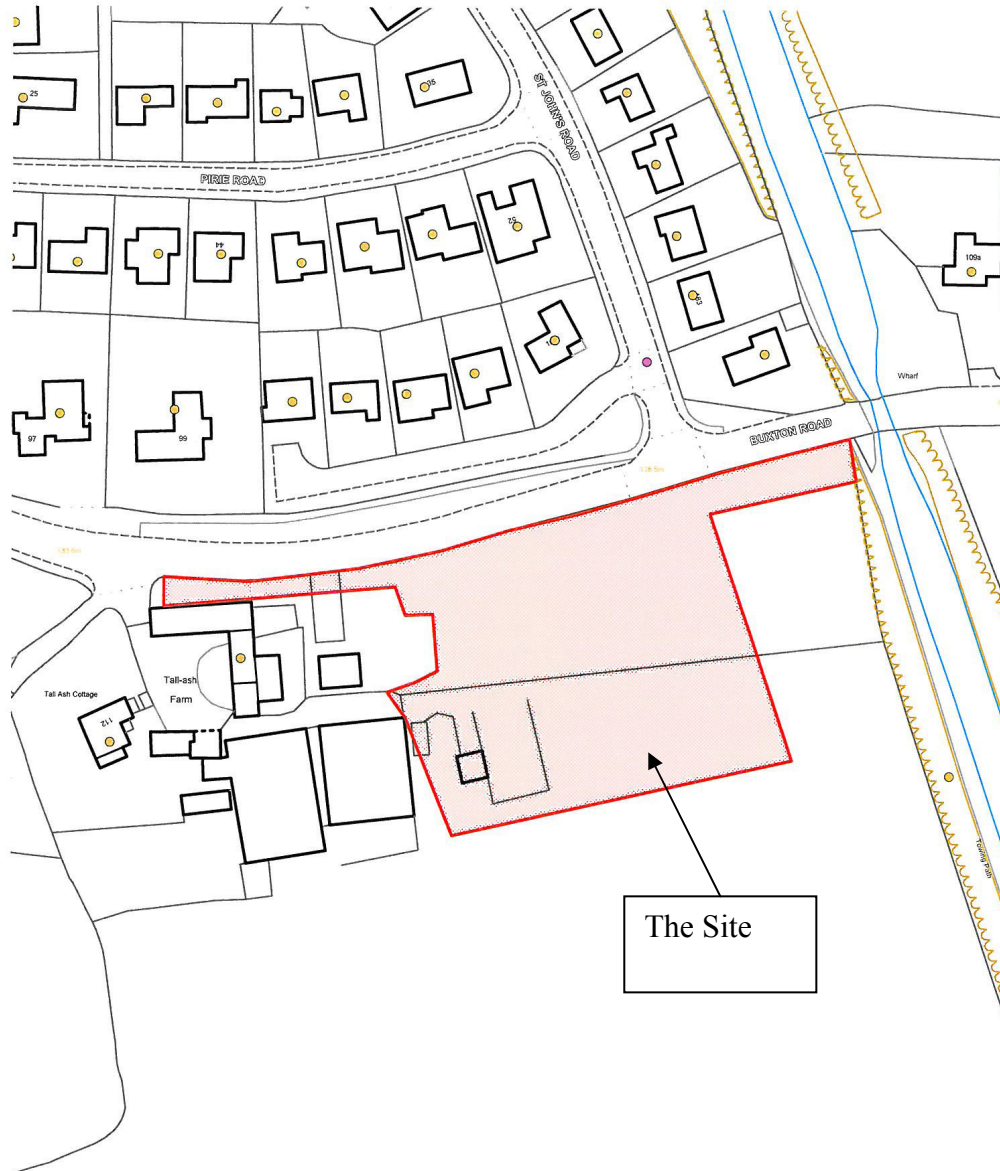 25
35
ST JOHN'S ROAD
PIRIE ROAD
44
52
109a
Wharf
97
99
BUXTON ROAD
Tall Ash Cottage
Tall-ash
Farm
112
Towing Path
The Site